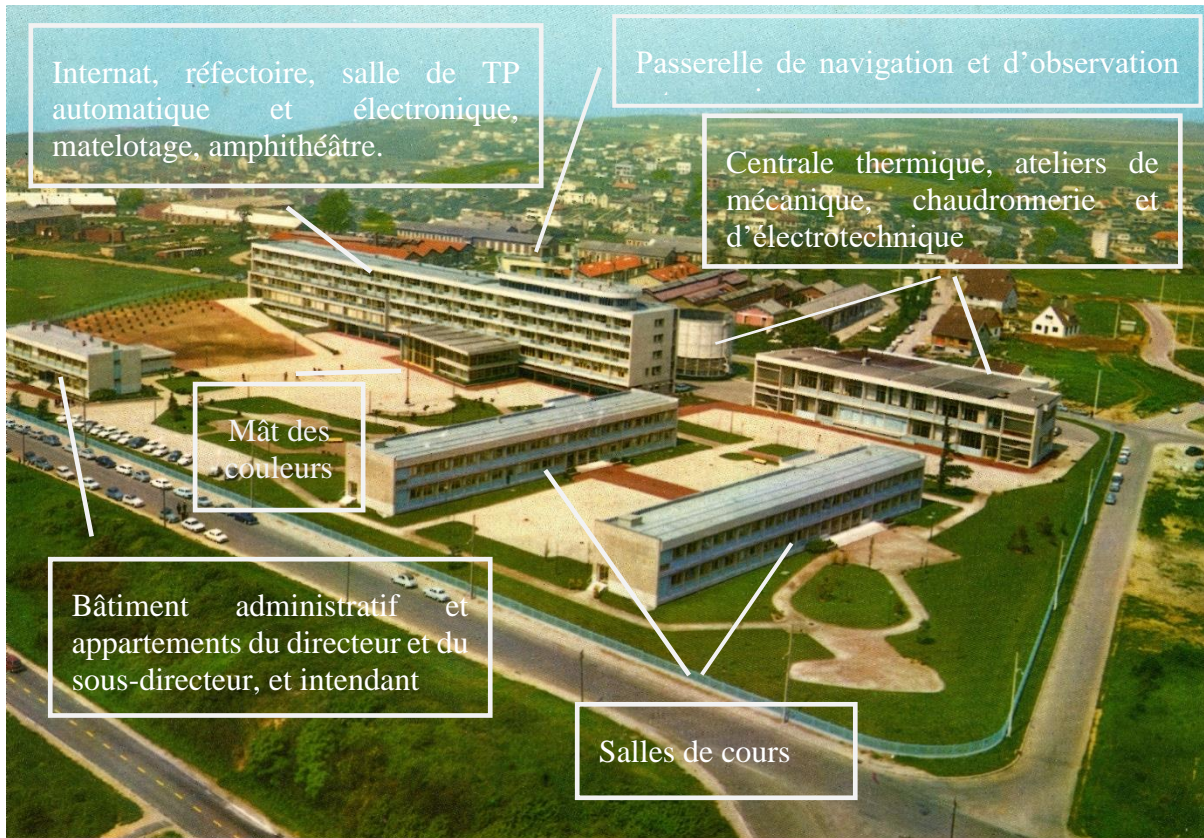 Internat, réfectoire, salle de TP
automatique et électronique,
matelotage, amphithéâtre.
Passerelle de navigation et d’observation
Centrale thermique, ateliers de
mécanique, chaudronnerie et
d’électrotechnique
Mât des
couleurs
Bâtiment administratif et
appartements du directeur et du
sous-directeur, et intendant
Salles de cours